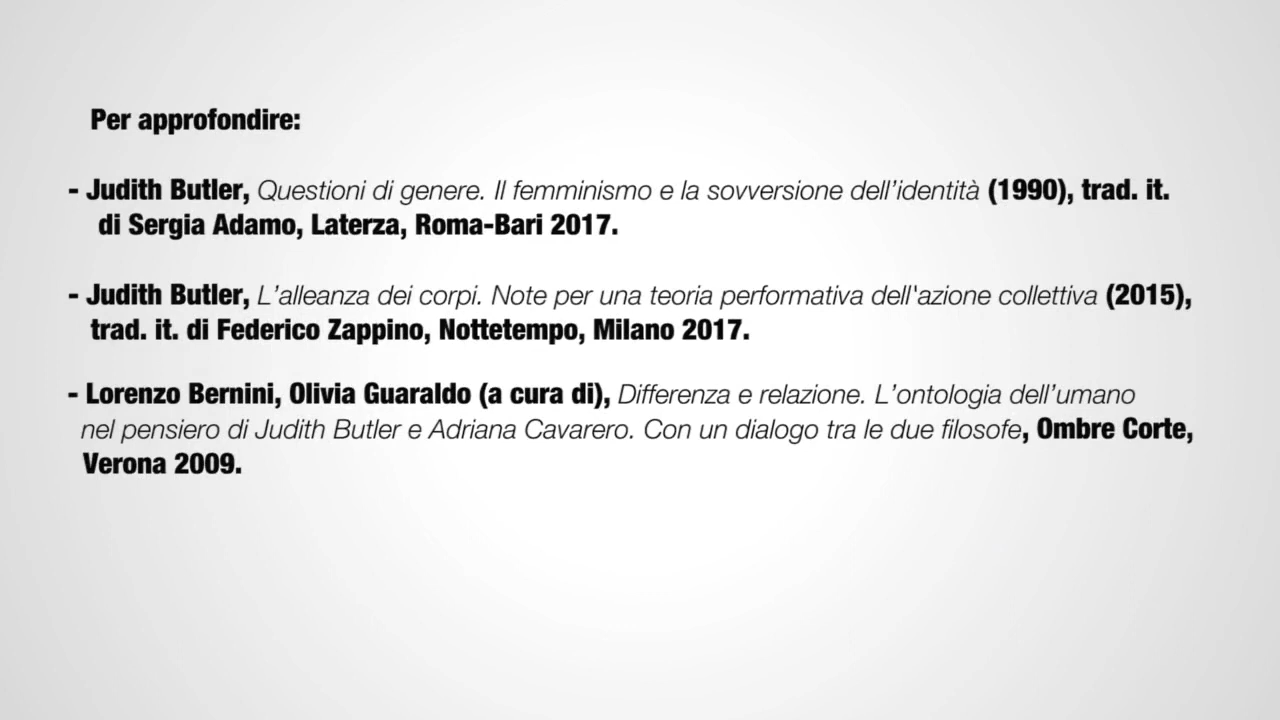 Per approfondire:
- Judith Butler, Questioni di genere. Il femminismo e la sovversione dell’identità (1990), trad. it.
di Sergia Adamo, Laterza, Roma-Bari 2017.
- Judith Butler, L’alleanza dei corpi. Note per una teoria performativa dell'azione collettiva (2015),
trad. it. di Federico Zappino, Nottetempo, Milano 2017.
- Lorenzo Bernini, Olivia Guaraldo (a cura di), Differenza e relazione. L’ontologia dell’umano
nel pensiero di Judith Butler e Adriana Cavarero. Con un dialogo tra le due filosofe, Ombre Corte,
Verona 2009.